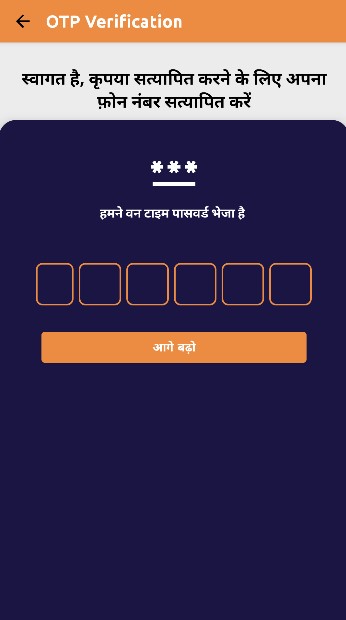 OTP Verification
स्वागत है, कृपया सत्यापित करने के लिए अपना
फ़ोन नंबर सत्यापित करें
***
हमने वन टाइम पासवर्ड भेजा है
आगे बढ़ो